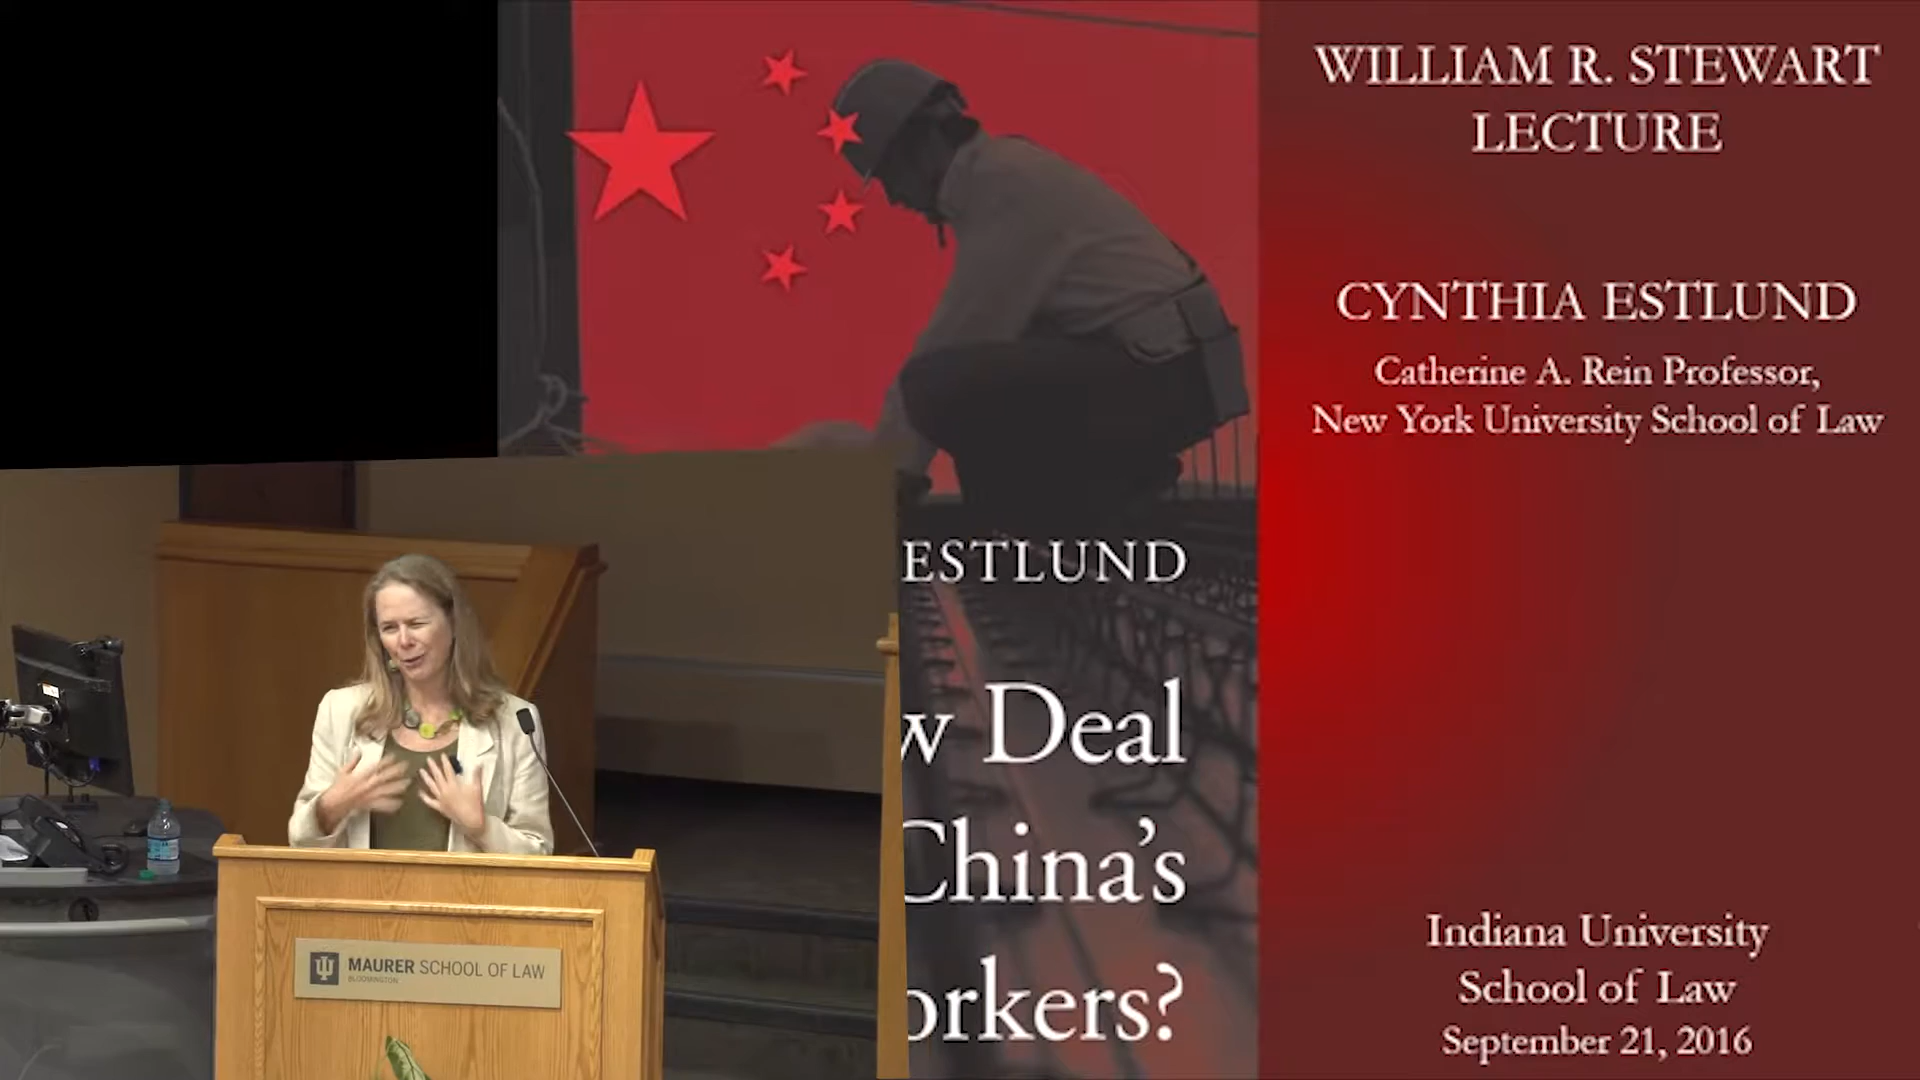 WILLIAM R. STEWART
LECTURE
CYNTHIA ESTLUND
Catherine A. Rein Professor,
New York University School of Law
Indiana University
School of Law
September 21, 2016
ESTLUND
w Deal
China's
orkers?
MAURER SCHOOL OF LAW
BLOOMINGTON